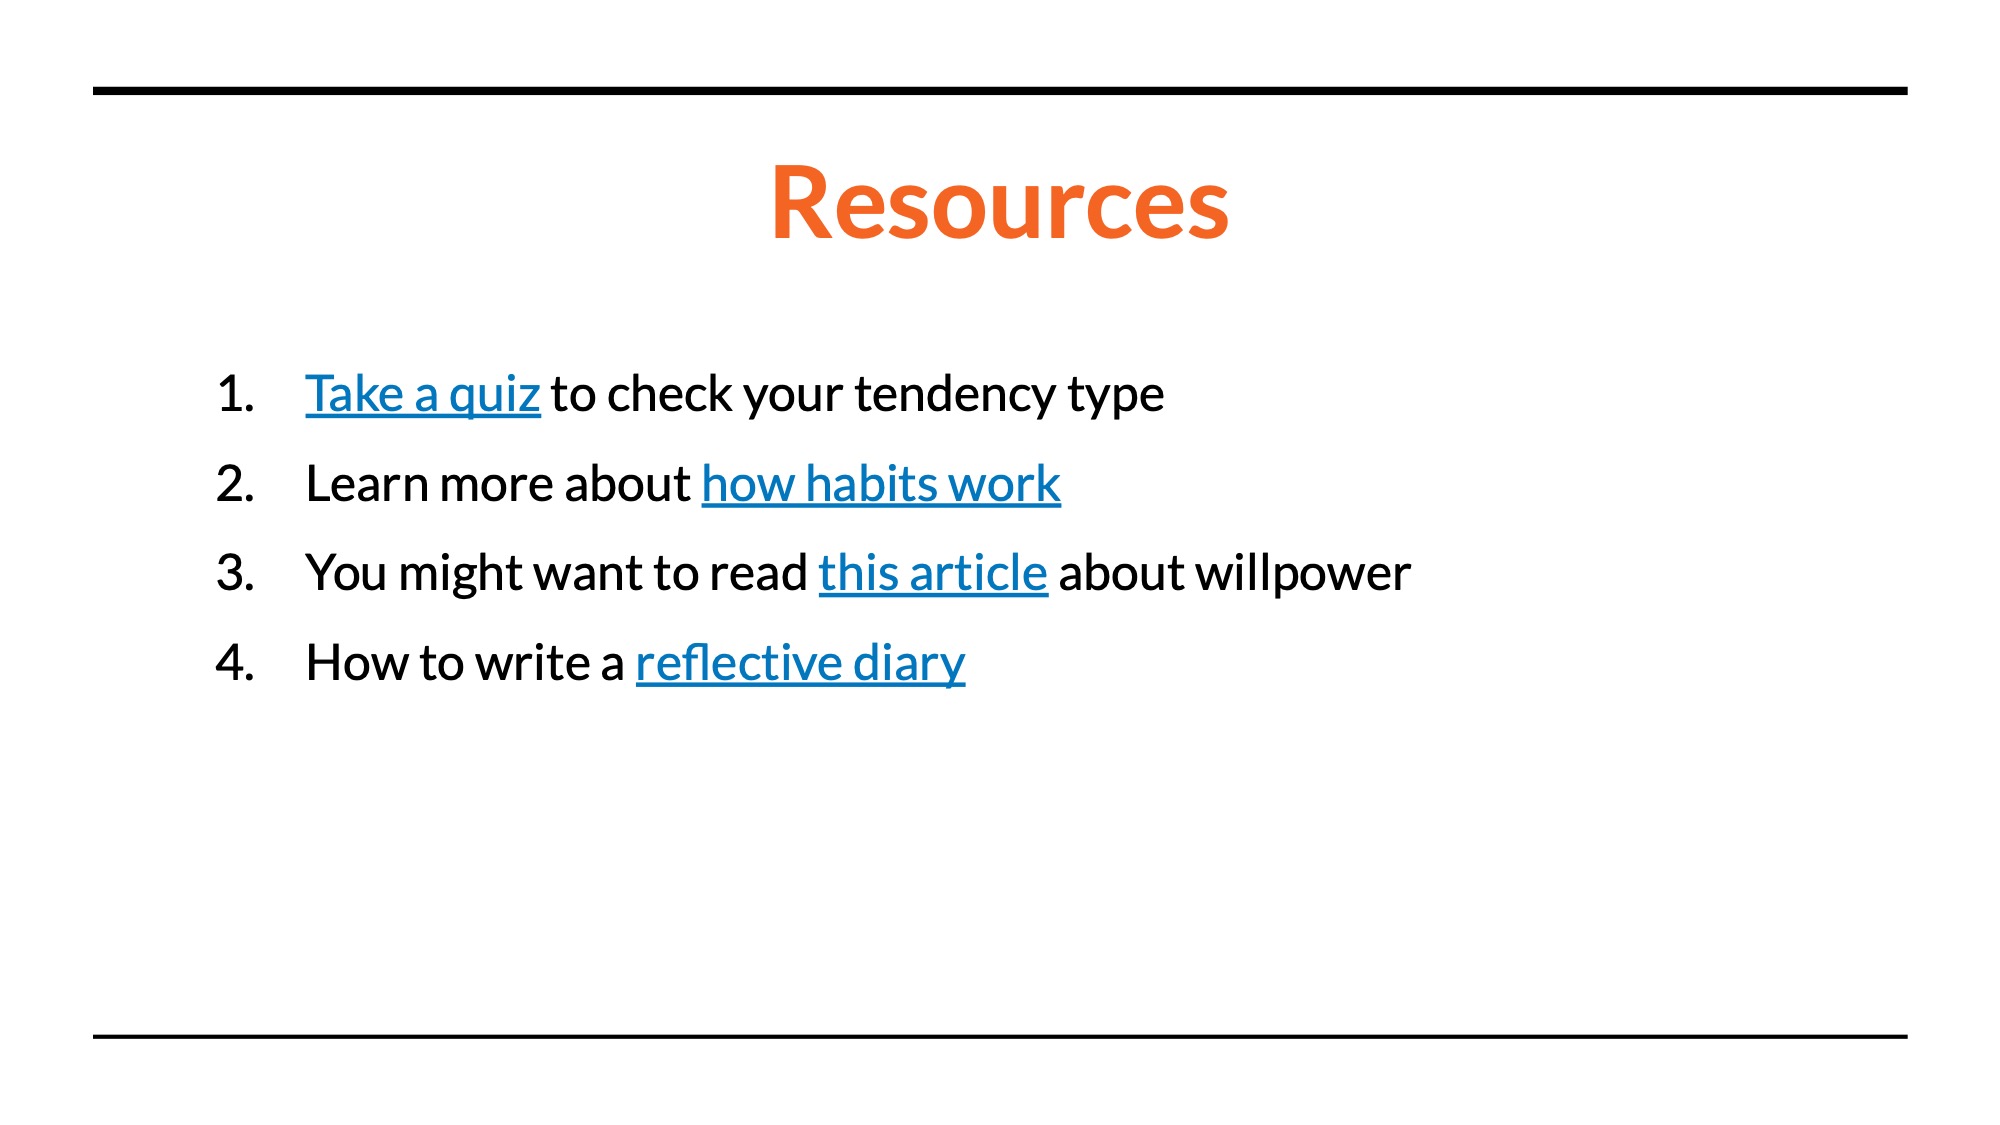 Resources
1. Take a quiz to check your tendency type
2. Learn more about how habits work
3. You might want to read this article about willpower
4. How to write a reflective diary